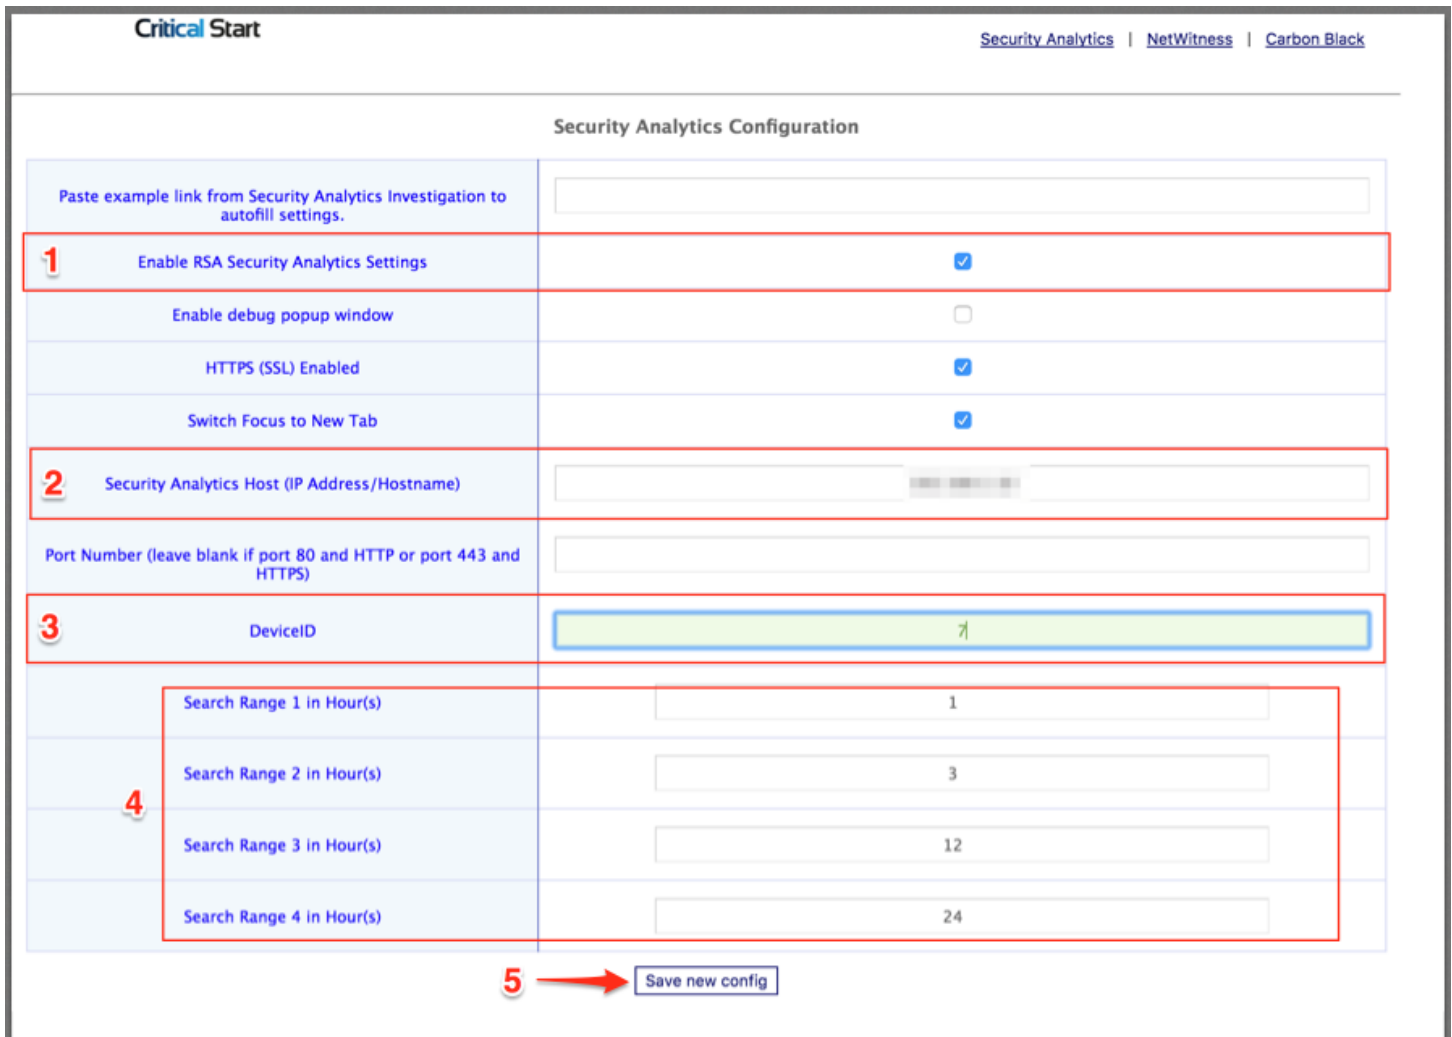 Critical Start
Security Analytics | NetWitness | Carbon Black
Security Analytics Configuration
Paste example link from Security Analytics Investigation to
autofill settings.
1 Enable RSA Security Analytics Settings
Enable debug popup window
HTTPS (SSL) Enabled
Switch Focus to New Tab
2 Security Analytics Host (IP Address/Hostname)
Port Number (leave blank if port 80 and HTTP or port 443 and
HTTPS)
3 DeviceID 7
Search Range 1 in Hour(s) 1
Search Range 2 in Hour(s) 3
4
Search Range 3 in Hour(s) 12
Search Range 4 in Hour(s) 24
5 Save new config